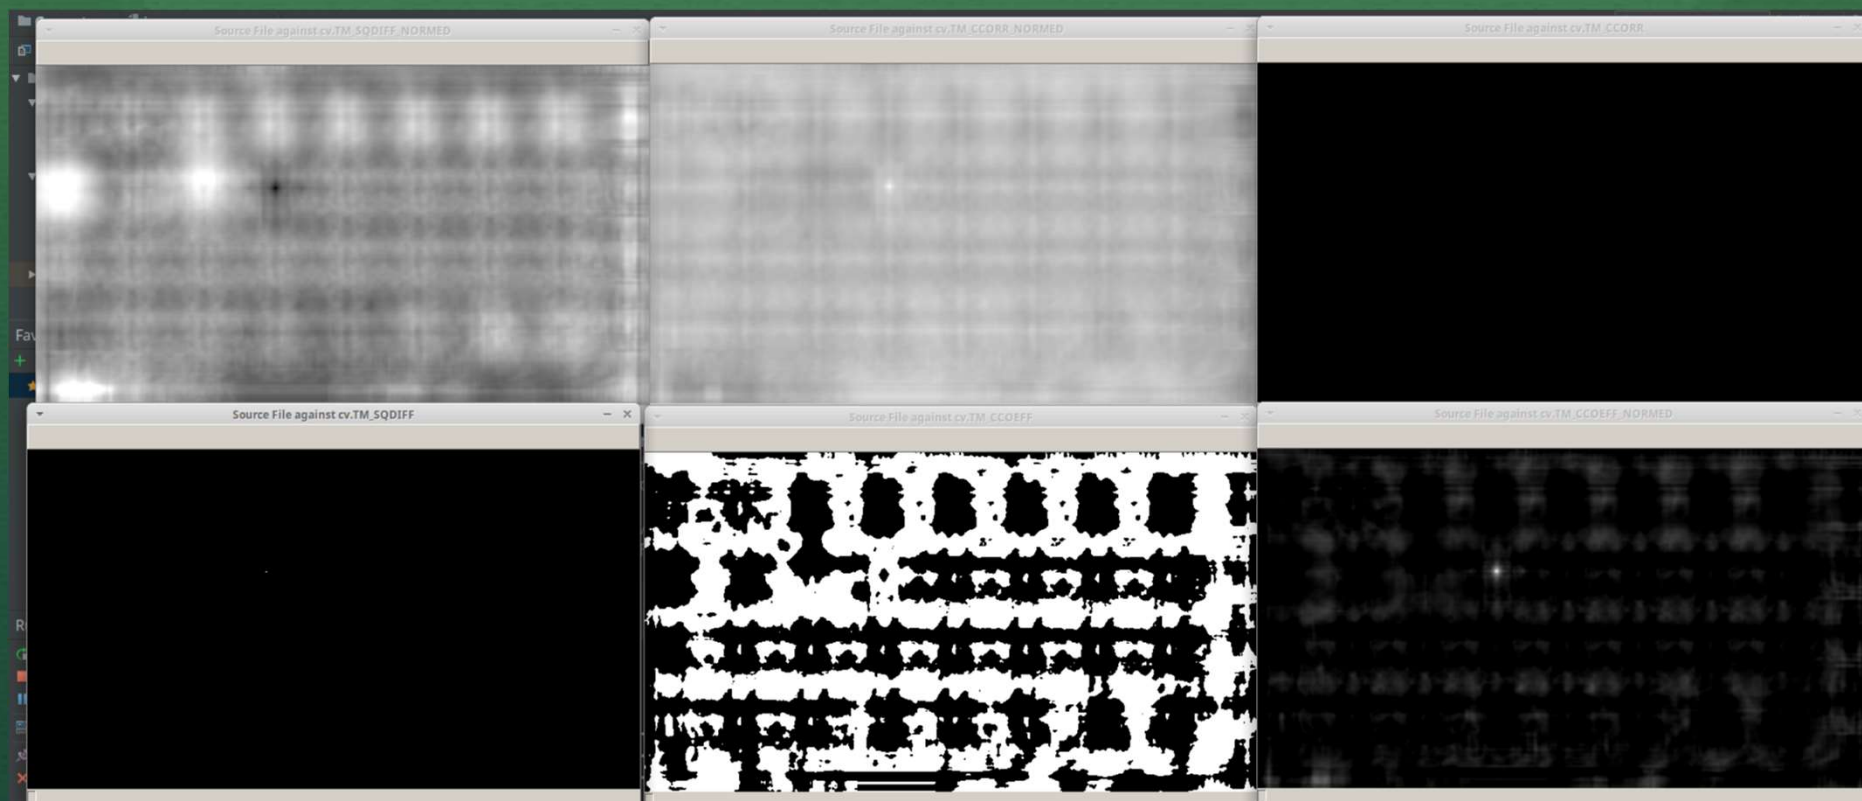 Source File against cv.TM_SQDIFF_NORMED
Source File against cv.TM_CCORR_NORMED
Source File against cv.TM_CCORR
Fav
Source File against cv.TM_SQDIFF
Source File against cv.TM_CCOEFF
Source File against cv.TM_CCOEFF_NORMED